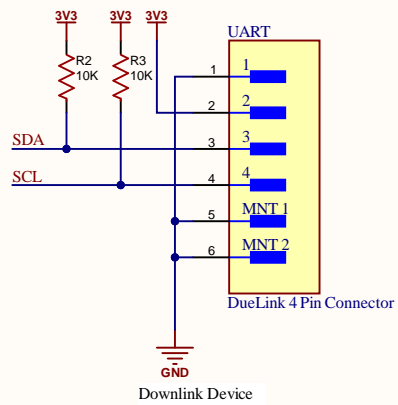 3V3 3V3 3V3
UART
R2
10K
R3
10K
1 1
2 2
SDA
3 3
SCL
4 4
5 MNT 1
6 MNT 2
DueLink 4 Pin Connector
GND
Downlink Device